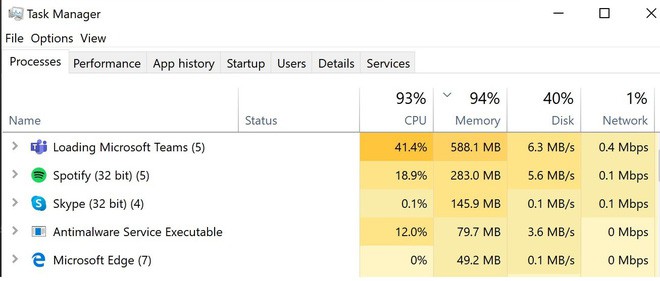 Task Manager
File Options View
Processes Performance App history Startup Users Details Services
93% 94% 40% 1%
Name Status CPU Memory Disk Network
Loading Microsoft Teams (5) 41.4% 588.1 MB 6.3 MB/s 0.4 Mbps
Spotify (32 bit) (5) 18.9% 283.0 MB 5.6 MB/s 0.1 Mbps
Skype (32 bit) (4) 0.1% 145.9 MB 0.1 MB/s 0.1 Mbps
Antimalware Service Executable 12.0% 79.7 MB 3.6 MB/s 0 Mbps
Microsoft Edge (7) 0% 49.2 MB 0.1 MB/s 0 Mbps